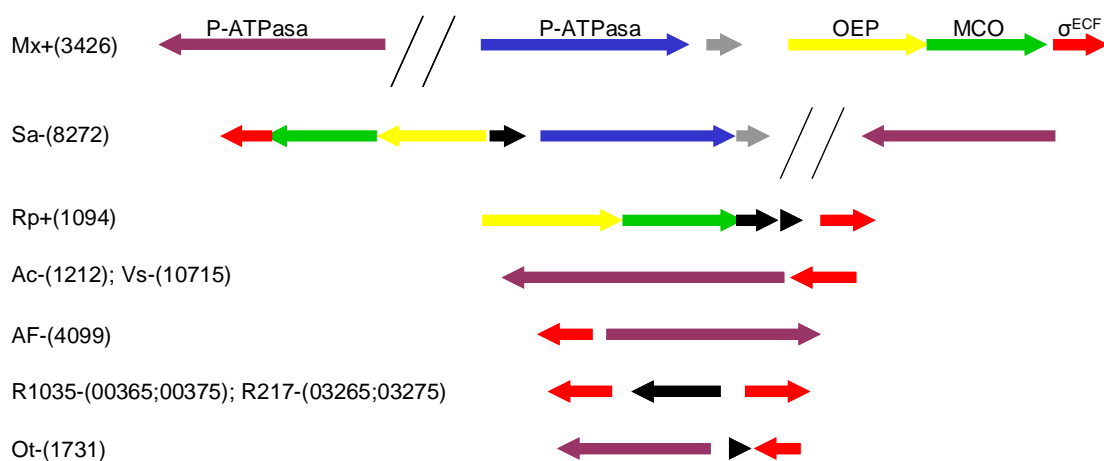 Mx+(3426) P-ATPasa P-ATPasa OEP MCO σECF
Sa-(8272)
Rp+(1094)
Ac-(1212); Vs-(10715)
AF-(4099)
R1035-(00365;00375); R217-(03265;03275)
Ot-(1731)